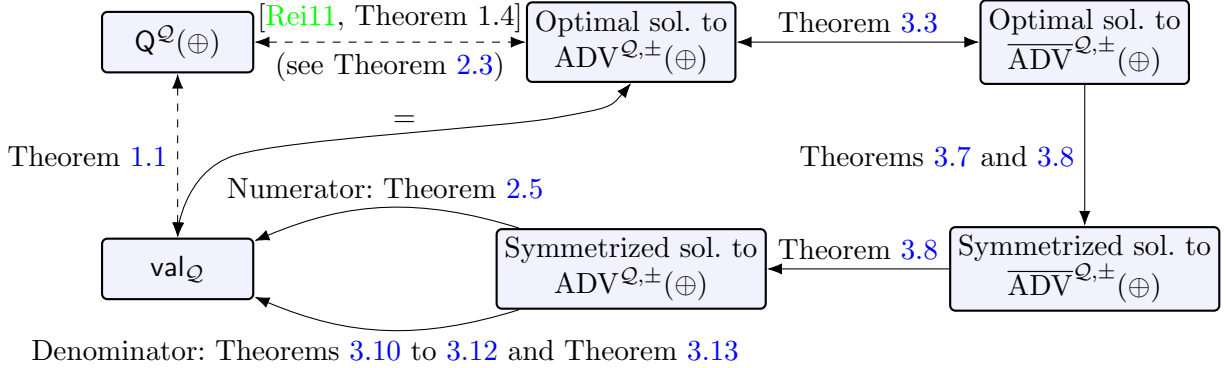 [Rei11, Theorem 1.4]
Q^𝒬(⊕)
(see Theorem 2.3)
Optimal sol. to
ADV^{𝒬,±}(⊕)
Theorem 3.3
Optimal sol. to
\overline{ADV}^{𝒬,±}(⊕)
=
Theorem 1.1
Theorems 3.7 and 3.8
Numerator: Theorem 2.5
val_𝒬
Symmetrized sol. to
ADV^{𝒬,±}(⊕)
Theorem 3.8
Symmetrized sol. to
\overline{ADV}^{𝒬,±}(⊕)
Denominator: Theorems 3.10 to 3.12 and Theorem 3.13